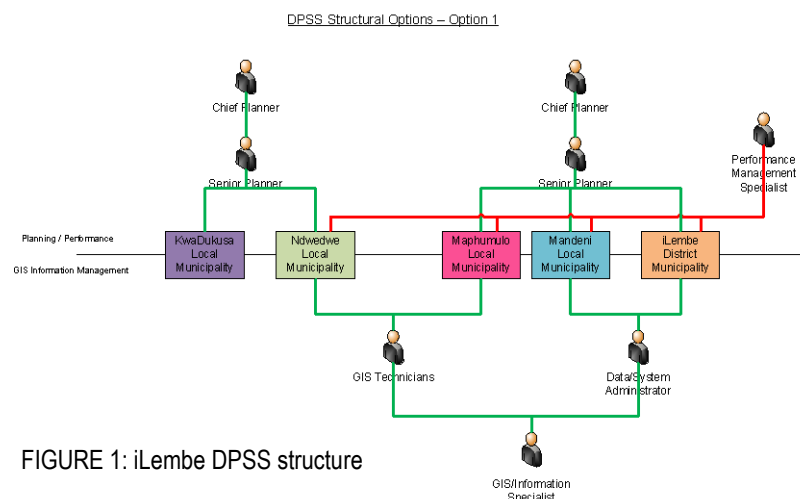 DPSS Structural Options – Option 1
Chief Planner
Chief Planner
Senior Planner
Senior Planner
Performance
Management
Specialist
Planning / Performance
GIS Information Management
KwaDukusa
Local
Municipality
Ndwedwe
Local
Municipality
Maphumulo
Local
Municipality
Mandeni
Local
Municipality
iLembe
District
Municipality
GIS Technicians
Data/System
Administrator
GIS/Information
Specialist
FIGURE 1: iLembe DPSS structure